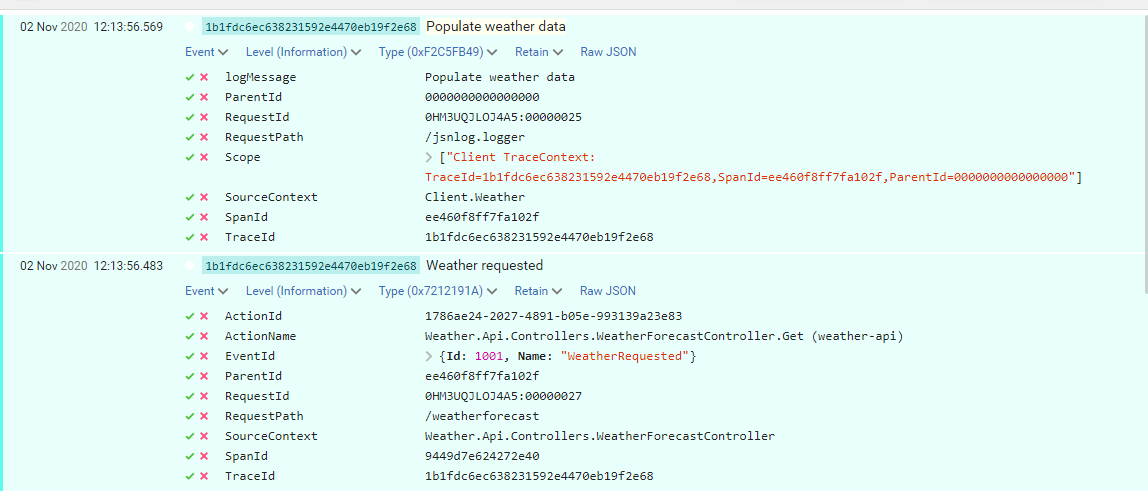 02 Nov 2020 12:13:56.569 1b1fdc6ec638231592e4470eb19f2e68 Populate weather data
Event Level (Information) Type (0xF2C5FB49) Retain Raw JSON
logMessage Populate weather data
ParentId 0000000000000000
RequestId 0HM3UQJLOJ4A5:00000025
RequestPath /jsnlog.logger
Scope ["Client TraceContext:
TraceId=1b1fdc6ec638231592e4470eb19f2e68,SpanId=ee460f8ff7fa102f,ParentId=0000000000000000"]
SourceContext Client.Weather
SpanId ee460f8ff7fa102f
TraceId 1b1fdc6ec638231592e4470eb19f2e68
02 Nov 2020 12:13:56.483 1b1fdc6ec638231592e4470eb19f2e68 Weather requested
Event Level (Information) Type (0x7212191A) Retain Raw JSON
ActionId 1786ae24-2027-4891-b05e-993139a23e83
ActionName Weather.Api.Controllers.WeatherForecastController.Get (weather-api)
EventId {Id: 1001, Name: "WeatherRequested"}
ParentId ee460f8ff7fa102f
RequestId 0HM3UQJLOJ4A5:00000027
RequestPath /weatherforecast
SourceContext Weather.Api.Controllers.WeatherForecastController
SpanId 9449d7e624272e40
TraceId 1b1fdc6ec638231592e4470eb19f2e68